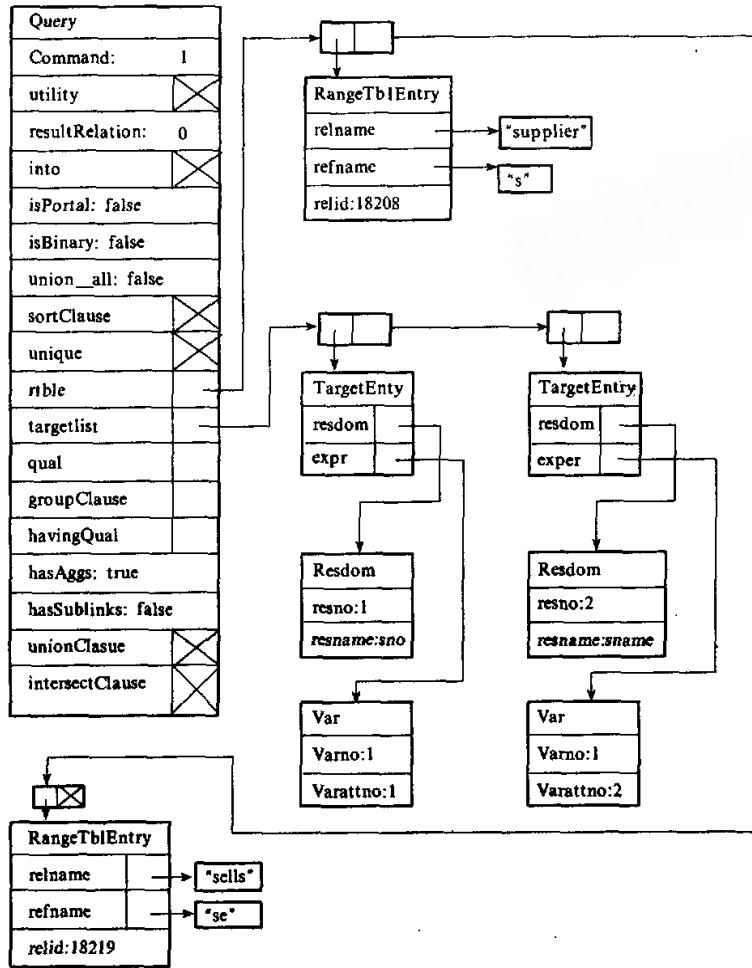 Query
Command: 1
utility
resultRelation: 0
into
isPortal: false
isBinary: false
union__all: false
sortClause
unique
rtble
targetlist
qual
groupClause
havingQual
hasAggs: true
hasSublinks: false
unionClasue
intersectClause
RangeTblEntry
relname
"supplier"
refname
"s"
relid:18208
TargetEnty
resdom
expr
TargetEntry
resdom
exper
Resdom
resno:1
resname:sno
Resdom
resno:2
resname:sname
Var
Varno:1
Varattno:1
Var
Varno:1
Varattno:2
RangeTblEntry
relname
"sells"
refname
"se"
relid:18219